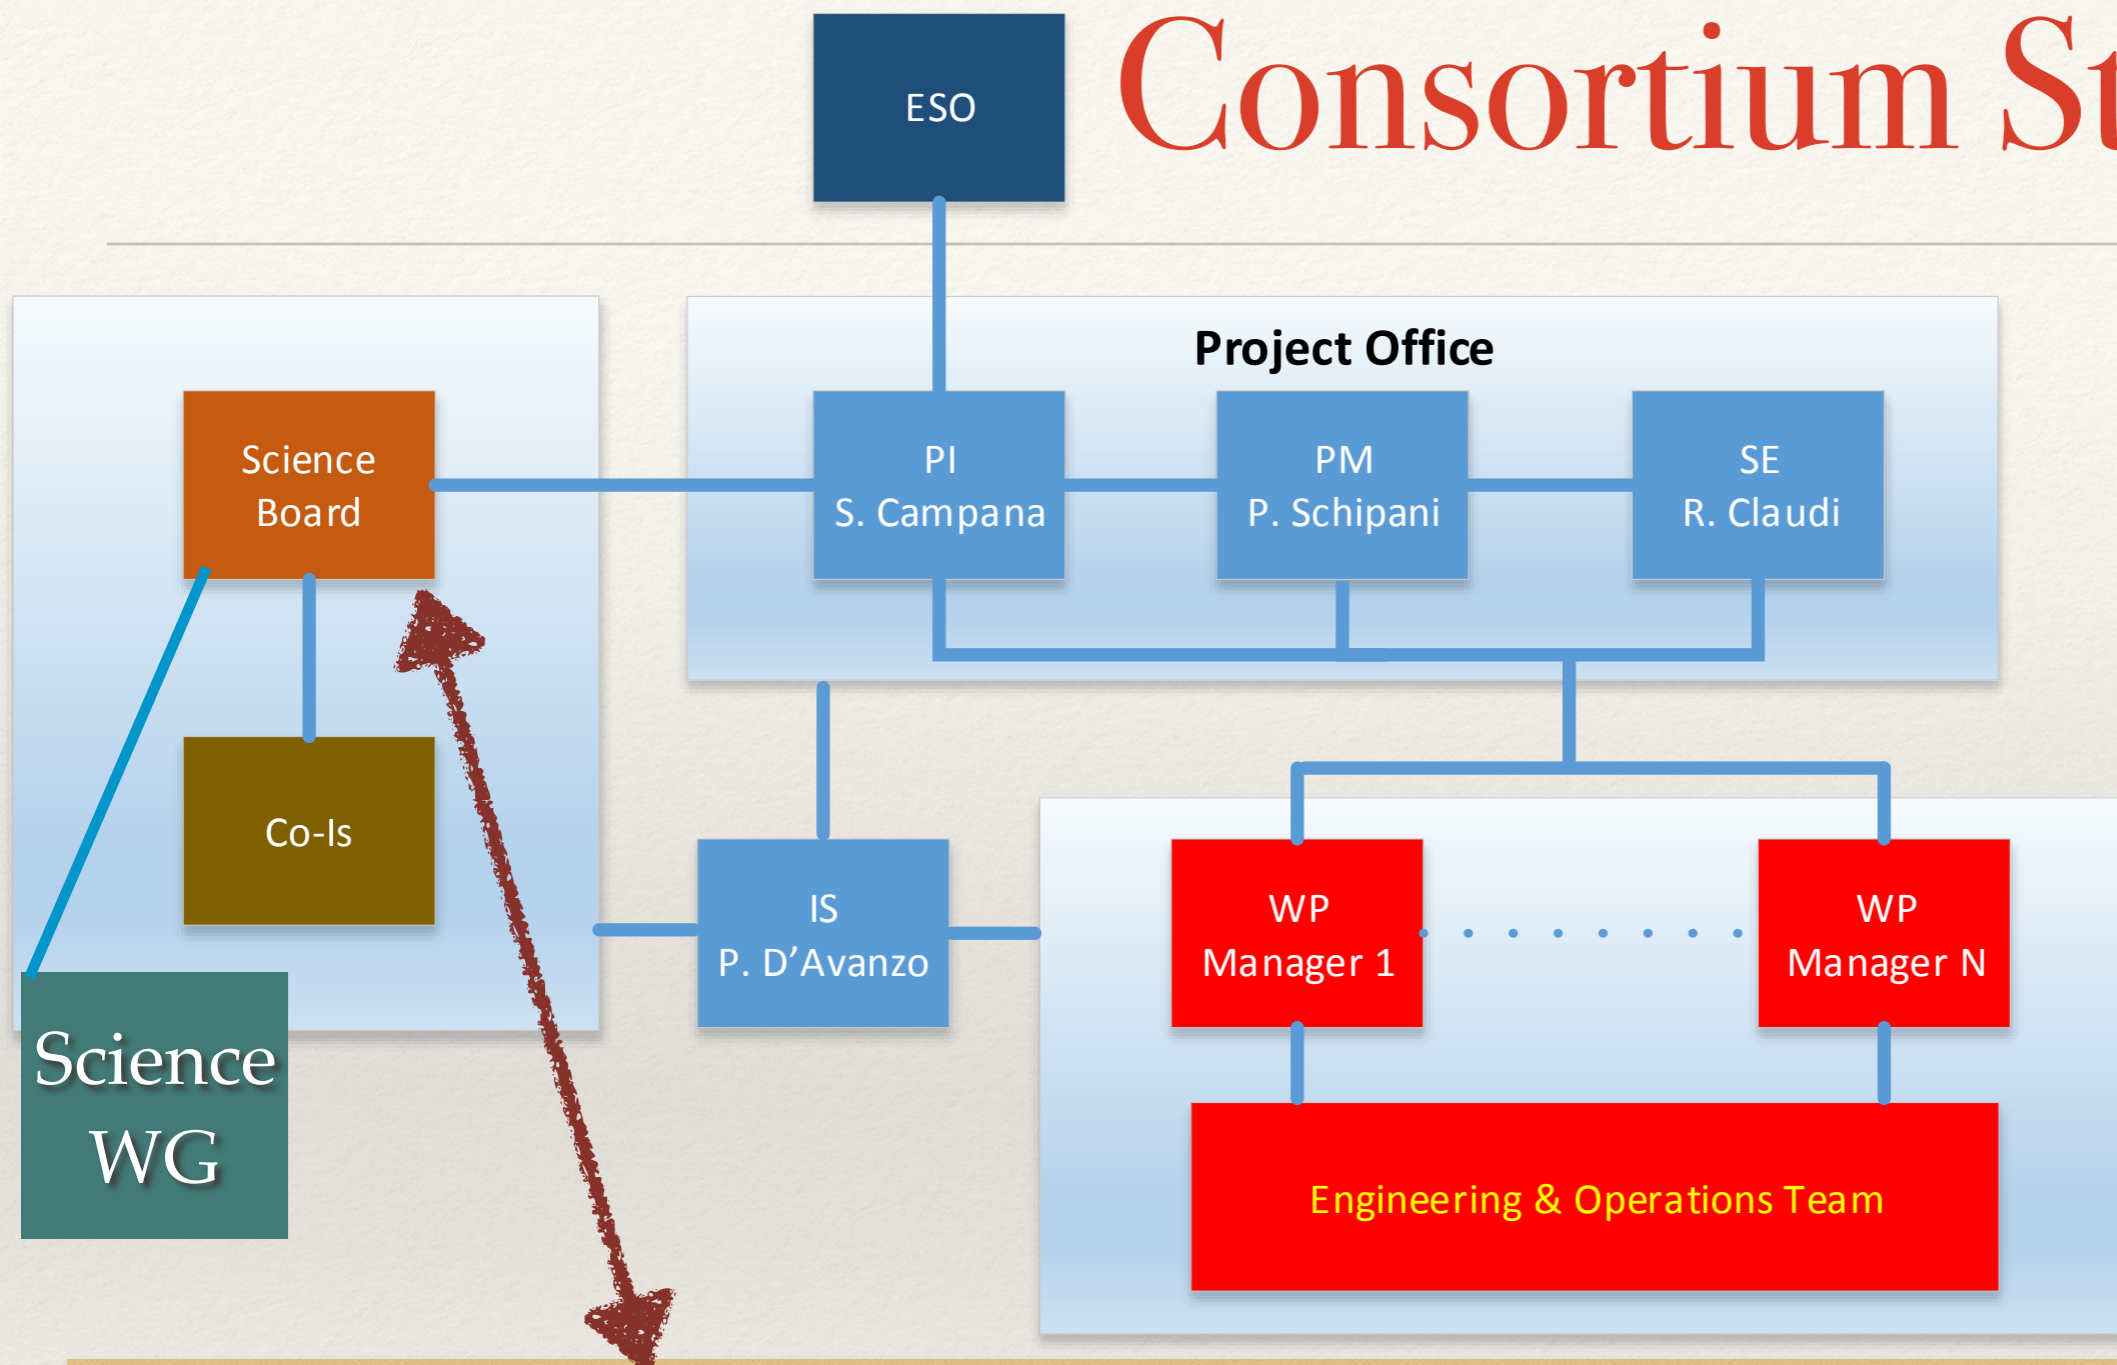 ESO
Consortium St
Project Office
Science
Board
PI
S. Campana
PM
P. Schipani
SE
R. Claudi
Co-Is
IS
P. D’Avanzo
WP
Manager 1
WP
Manager N
Science
WG
Engineering & Operations Team